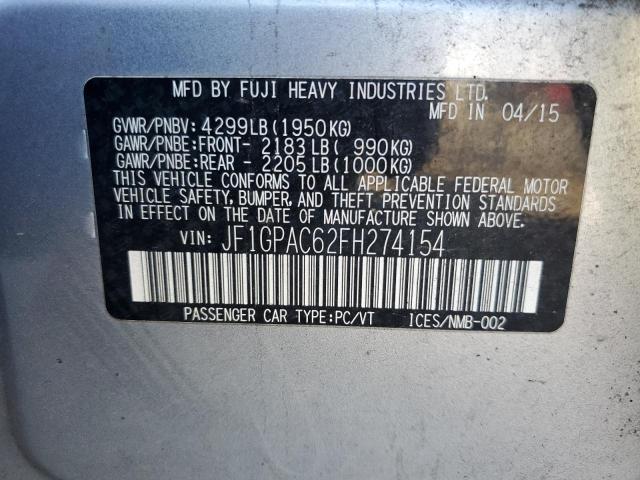 MFD BY FUJI HEAVY INDUSTRIES LTD.
MFD IN 04/15
GVWR/PNBV: 4299LB(1950KG)
GAWR/PNBE:FRONT- 2183LB( 990KG)
GAWR/PNBE:REAR - 2205LB(1000KG)
THIS VEHICLE CONFORMS TO ALL APPLICABLE FEDERAL MOTOR
VEHICLE SAFETY, BUMPER, AND THEFT PREVENTION STANDARDS
IN EFFECT ON THE DATE OF MANUFACTURE SHOWN ABOVE.
VIN: JF1GPAC62FH274154
PASSENGER CAR TYPE:PC/VT ICES/NMB-002